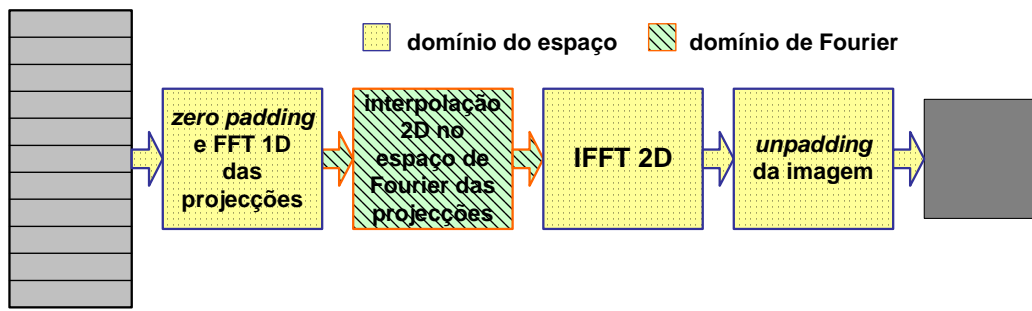 domínio do espaço
domínio de Fourier
zero padding
e FFT 1D
das
projecções
interpolação
2D no
espaço de
Fourier das
projecções
IFFT 2D
unpadding
da imagem